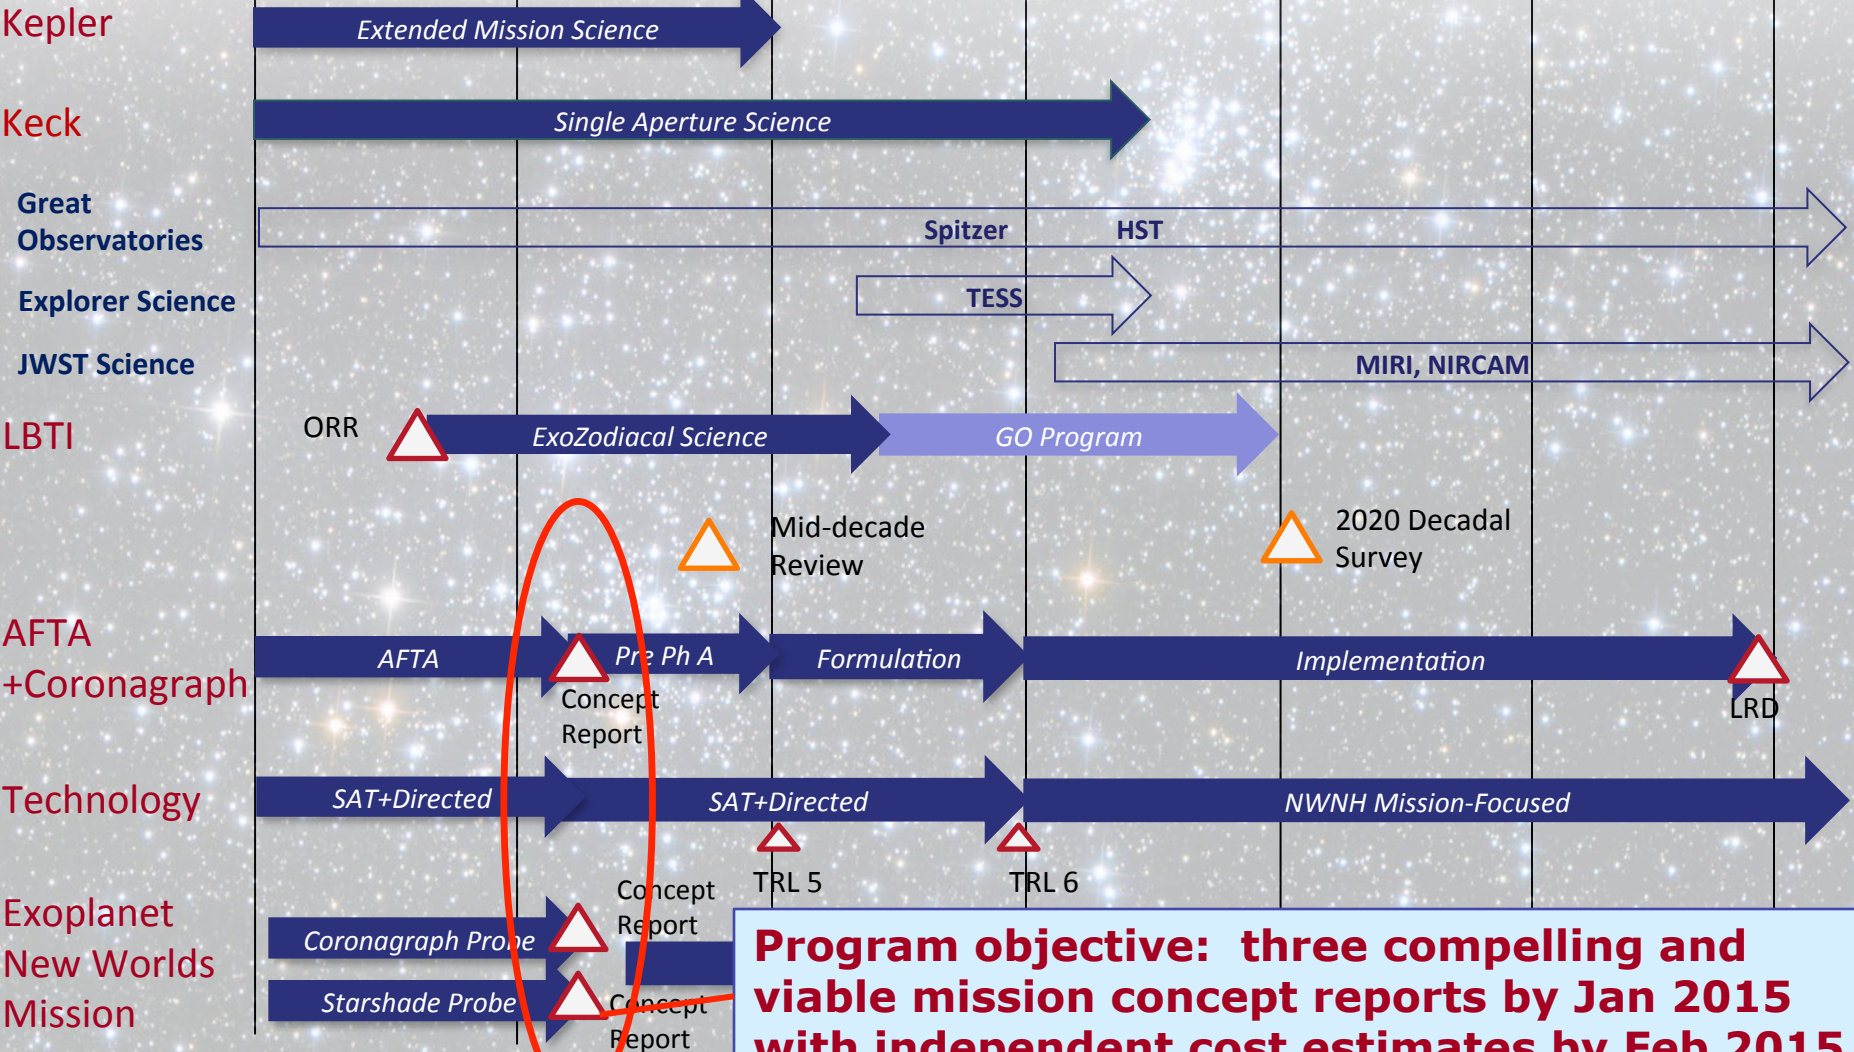 Kepler
Extended Mission Science
Keck
Single Aperture Science
Great
Observatories
Spitzer
HST
Explorer Science
TESS
JWST Science
MIRI, NIRCAM
LBTI
ORR
ExoZodiacal Science
GO Program
Mid-decade
Review
2020 Decadal
Survey
AFTA
+Coronagraph
AFTA
Pre Ph A
Formulation
Implementation
Concept
Report
LRD
Technology
SAT+Directed
SAT+Directed
NWNH Mission-Focused
TRL 5
TRL 6
Exoplanet
New Worlds
Mission
Coronagraph Probe
Concept
Report
Starshade Probe
Concept
Report
Program objective: three compelling and
viable mission concept reports by Jan 2015
with independent cost estimates by Feb 2015